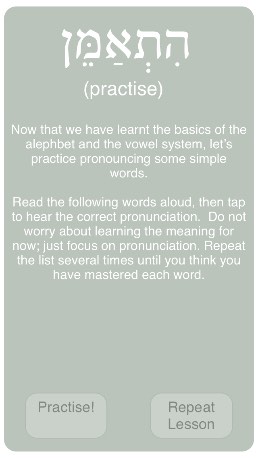 הִתְאַמֵּן
(practise)
Now that we have learnt the basics of the
alephbet and the vowel system, let's
practice pronouncing some simple
words.
Read the following words aloud, then tap
to hear the correct pronunciation.  Do not
worry about learning the meaning for
now; just focus on pronunciation. Repeat
the list several times until you think you
have mastered each word.
Practise!
Repeat
Lesson